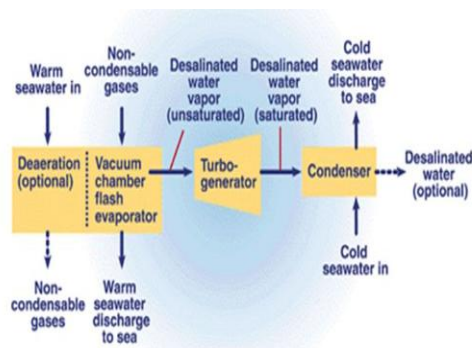 Warm
seawater in
Non-
condensable
gases
Desalinated
water
vapor
(unsaturated)
Desalinated
water
vapor
(saturated)
Cold
seawater
discharge
to sea
Deaeration
(optional)
Vacuum
chamber
flash
evaporator
Turbo-
generator
Condenser
Desalinated
water
(optional)
Non-
condensable
gases
Warm
seawater
discharge
to sea
Cold
seawater in